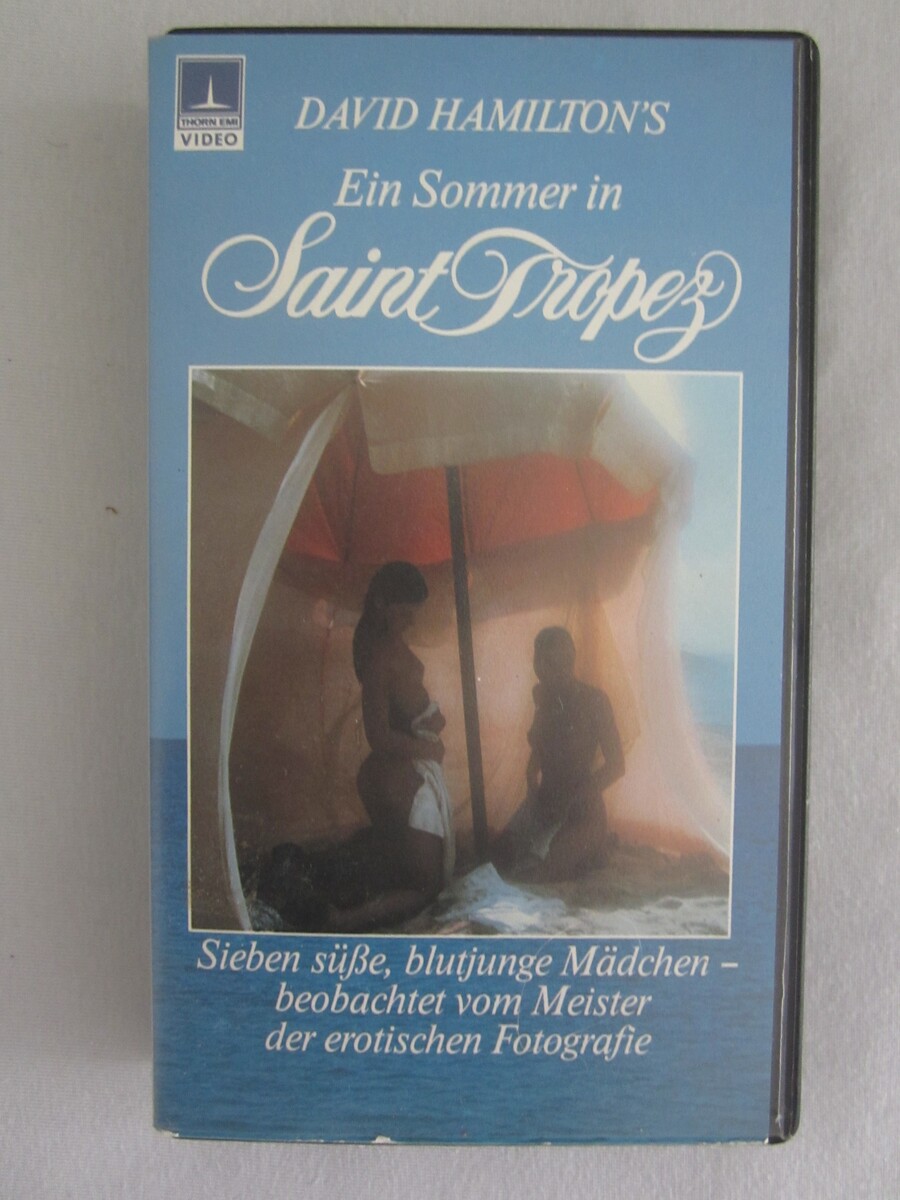 THORN EMI
VIDEO
DAVID HAMILTON'S
Ein Sommer in
Saint Tropez
Sieben süße, blutjunge Mädchen –
beobachtet vom Meister
der erotischen Fotografie